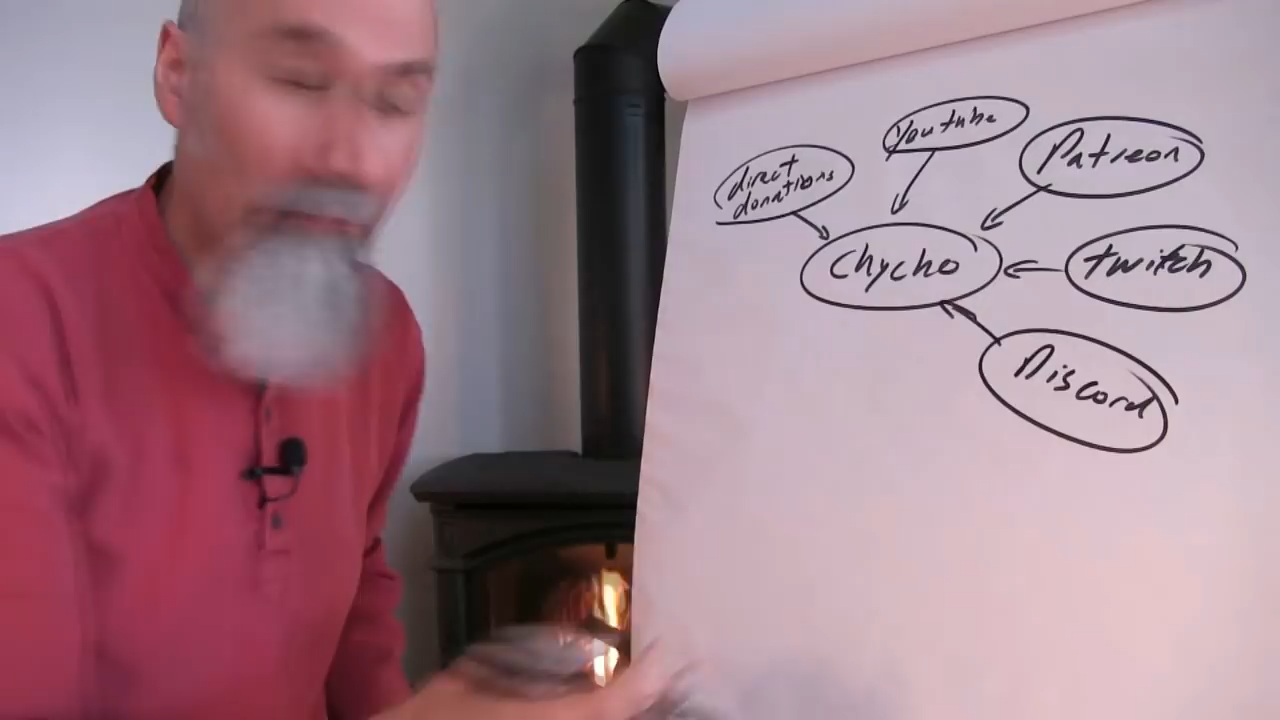 Youtube
Patreon
direct
donations
chycho
twitch
Discord